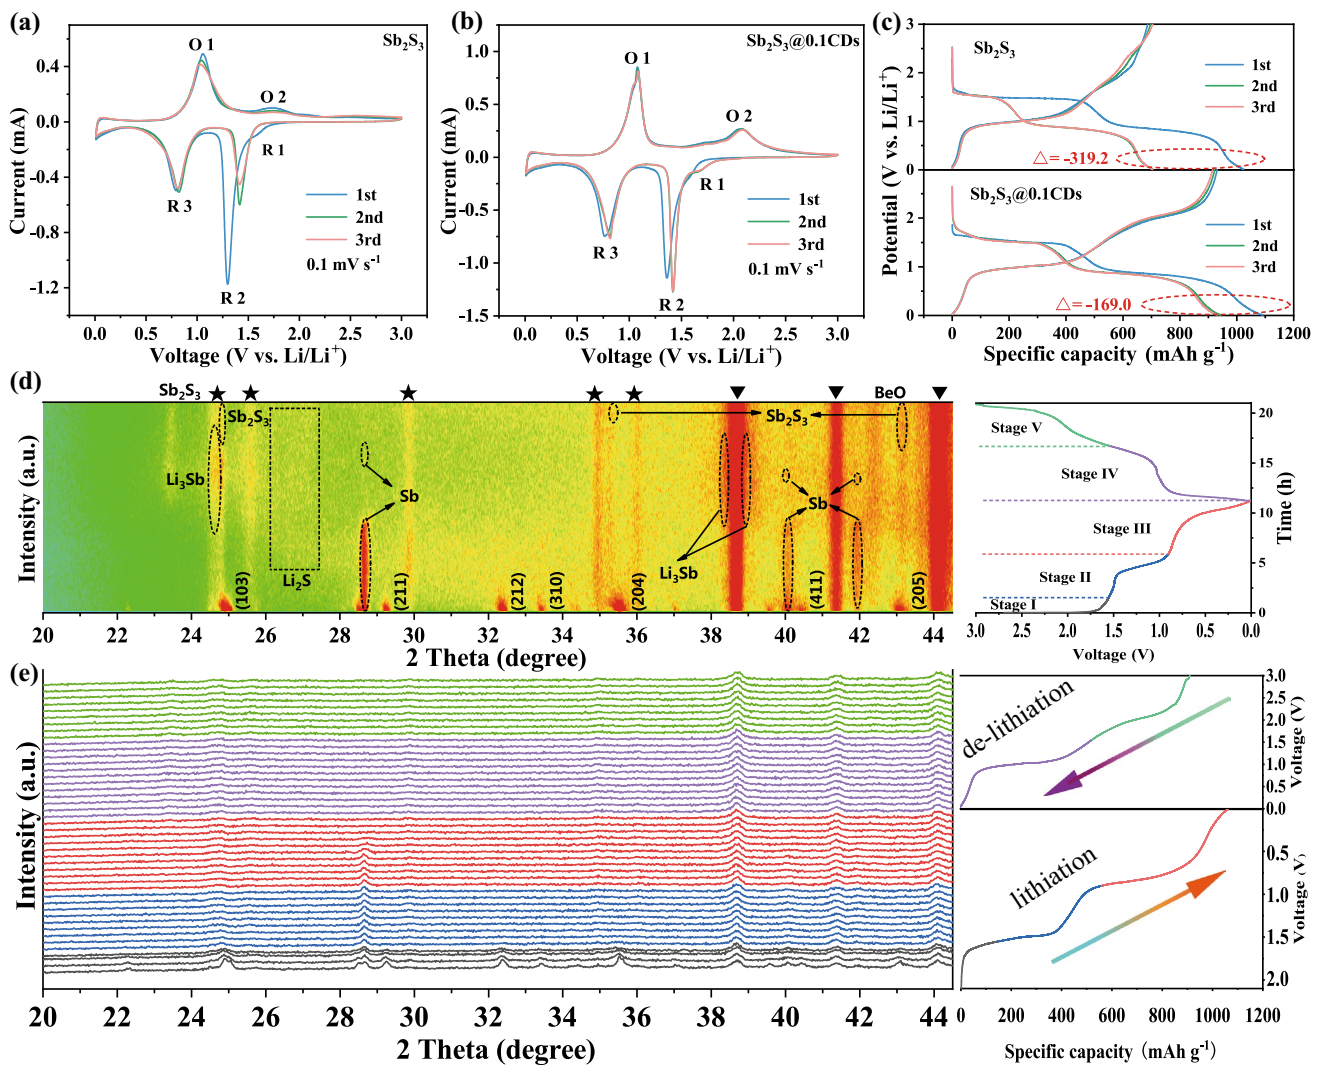 (a)
Sb₂S₃
O 1
O 2
R 1
R 3
R 2
1st
2nd
3rd
0.1 mV s⁻¹
Current (mA)
0.4
0.0
-0.4
-0.8
-1.2
0.0 0.5 1.0 1.5 2.0 2.5 3.0
Voltage (V vs. Li/Li⁺)
(b)
Sb₂S₃@0.1CDs
O 1
O 2
R 1
R 3
R 2
1st
2nd
3rd
0.1 mV s⁻¹
Current (mA)
1.0
0.5
0.0
-0.5
-1.0
-1.5
0.0 0.5 1.0 1.5 2.0 2.5 3.0
Voltage (V vs. Li/Li⁺)
(c)
Sb₂S₃
1st
2nd
3rd
△= -319.2
3
2
1
0
Sb₂S₃@0.1CDs
1st
2nd
3rd
△= -169.0
2
1
0
Potential (V vs. Li/Li⁺)
0 200 400 600 800 1000 1200
Specific capacity (mAh g⁻¹)
(d)
Sb₂S₃ ★ ★ ★ ★ ★ ▼ ▼ BeO ▼
Sb₂S₃
Sb₂S₃
Li₃Sb
Sb
Sb
Li₃Sb
Li₂S
(103)
(211)
(212)
(310)
(204)
(411)
(205)
Intensity (a.u.)
20 22 24 26 28 30 32 34 36 38 40 42 44
2 Theta (degree)
Stage V
Stage IV
Stage III
Stage II
Stage I
20
15
10
5
0
Time (h)
3.0 2.5 2.0 1.5 1.0 0.5 0.0
Voltage (V)
(e)
Intensity (a.u.)
20 22 24 26 28 30 32 34 36 38 40 42 44
2 Theta (degree)
de-lithiation
3.0
2.5
2.0
1.5
1.0
0.5
0.0
Voltage (V)
lithiation
0.5
1.0
1.5
2.0
Voltage (V)
0 200 400 600 800 1000 1200
Specific capacity (mAh g⁻¹)